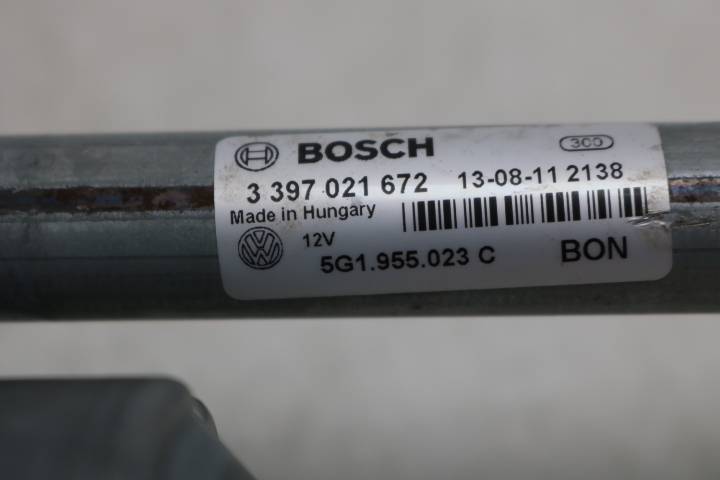 BOSCH 300
3 397 021 672 13-08-11 2138
Made in Hungary
12V
5G1.955.023 C BON